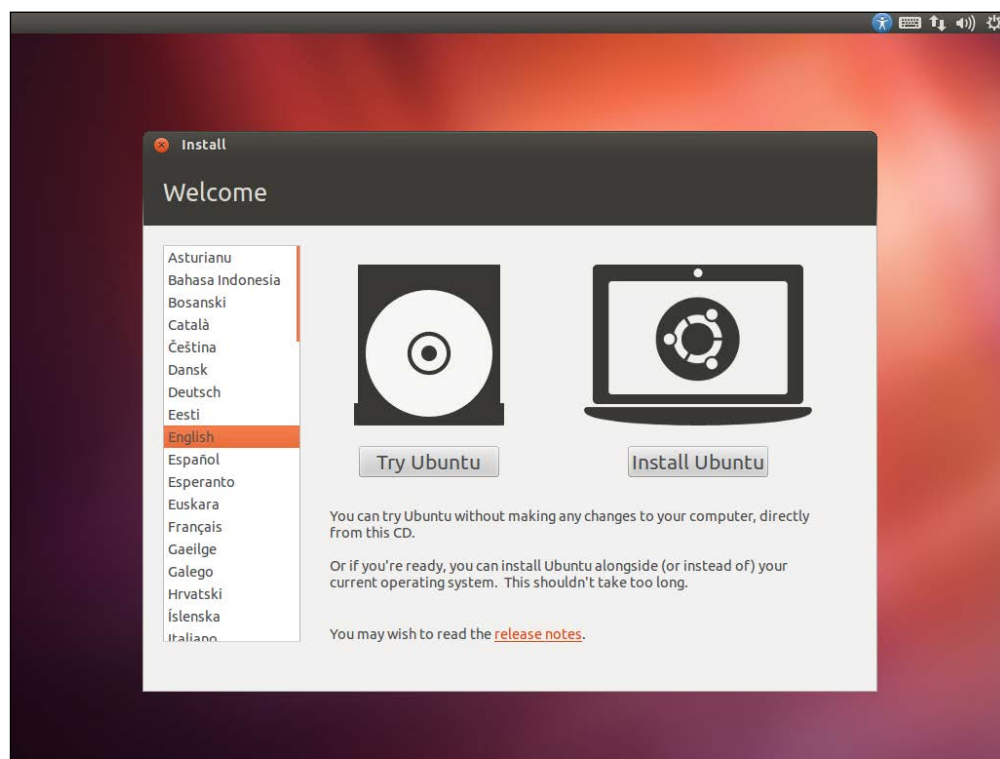 Install
Welcome
Asturianu
Bahasa Indonesia
Bosanski
Català
Čeština
Dansk
Deutsch
Eesti
English
Español
Esperanto
Euskara
Français
Gaeilge
Galego
Hrvatski
Íslenska
Italiano
Try Ubuntu
Install Ubuntu
You can try Ubuntu without making any changes to your computer, directly
from this CD.
Or if you're ready, you can install Ubuntu alongside (or instead of) your
current operating system. This shouldn't take too long.
You may wish to read the release notes.